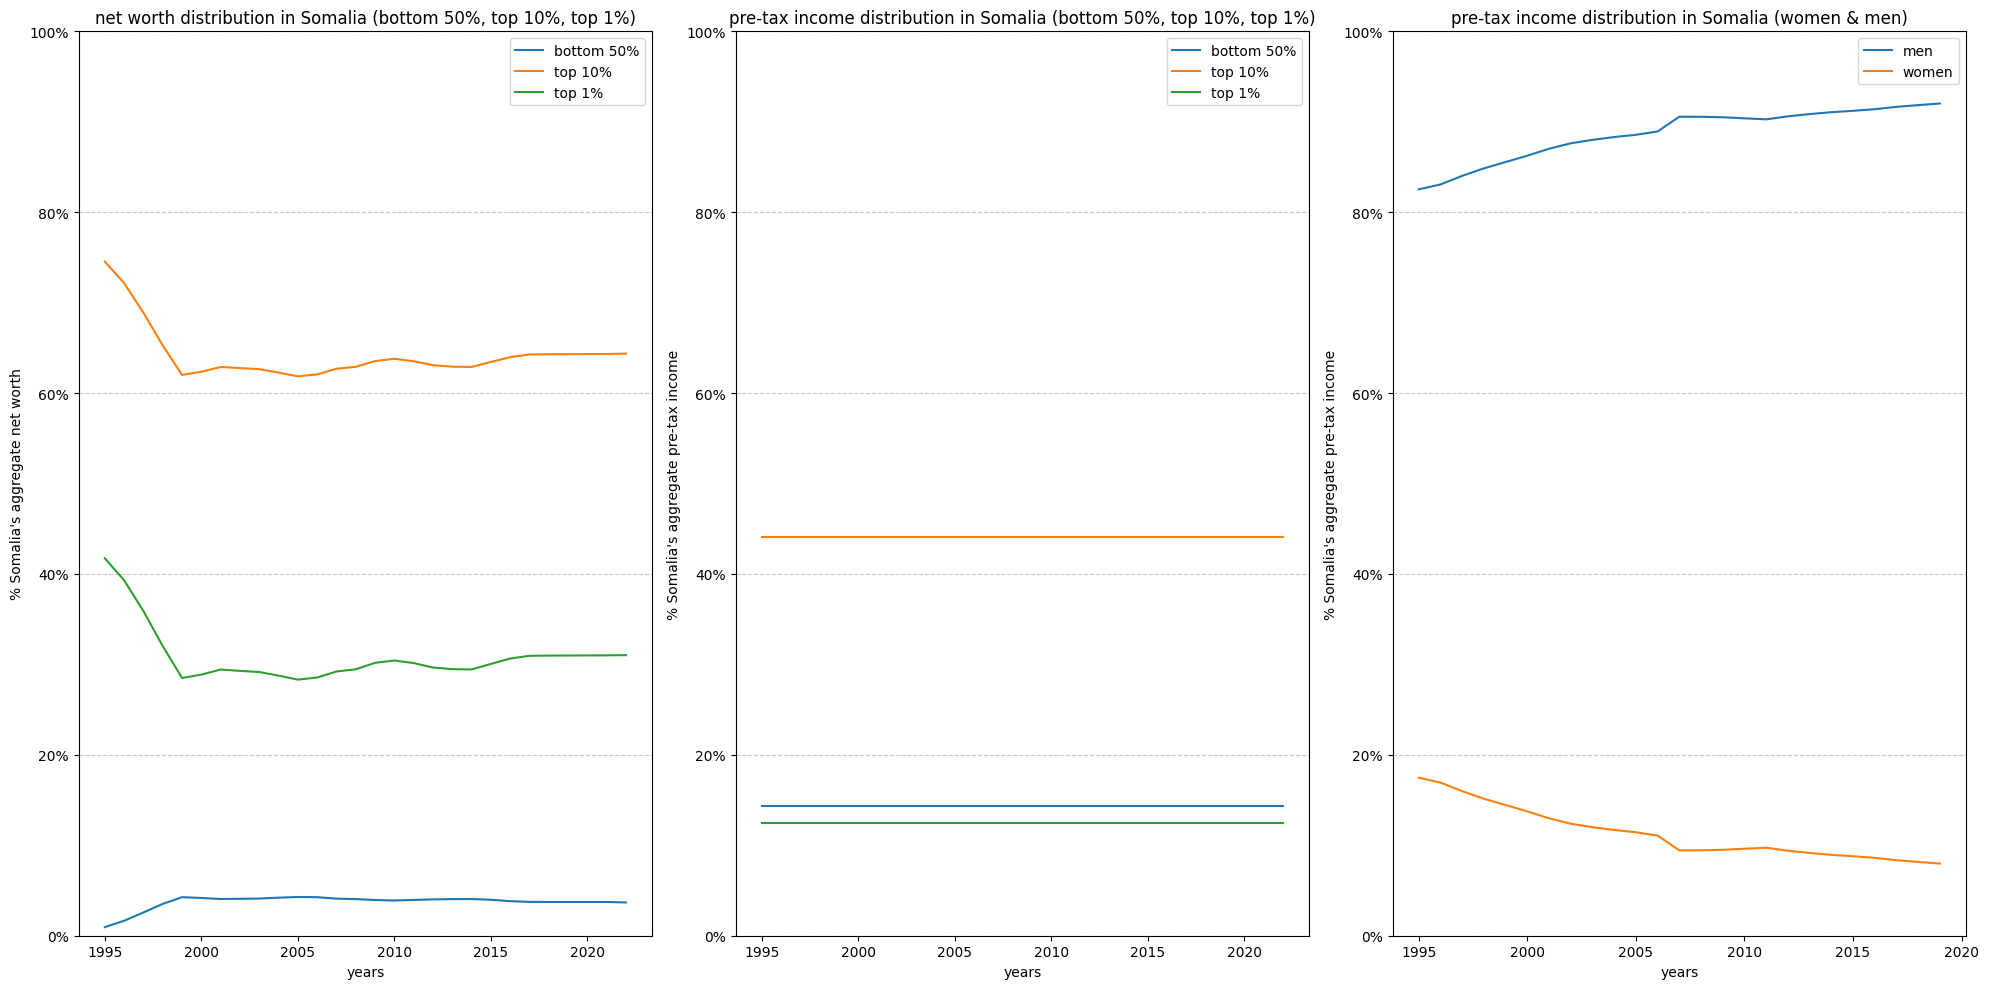 net worth distribution in Somalia (bottom 50%, top 10%, top 1%)
100%
80%
60%
40%
20%
0%
% Somalia's aggregate net worth
bottom 50%
top 10%
top 1%
1995 2000 2005 2010 2015 2020
years
pre-tax income distribution in Somalia (bottom 50%, top 10%, top 1%)
100%
80%
60%
40%
20%
0%
% Somalia's aggregate pre-tax income
bottom 50%
top 10%
top 1%
1995 2000 2005 2010 2015 2020
years
pre-tax income distribution in Somalia (women & men)
100%
80%
60%
40%
20%
0%
% Somalia's aggregate pre-tax income
men
women
1995 2000 2005 2010 2015 2020
years